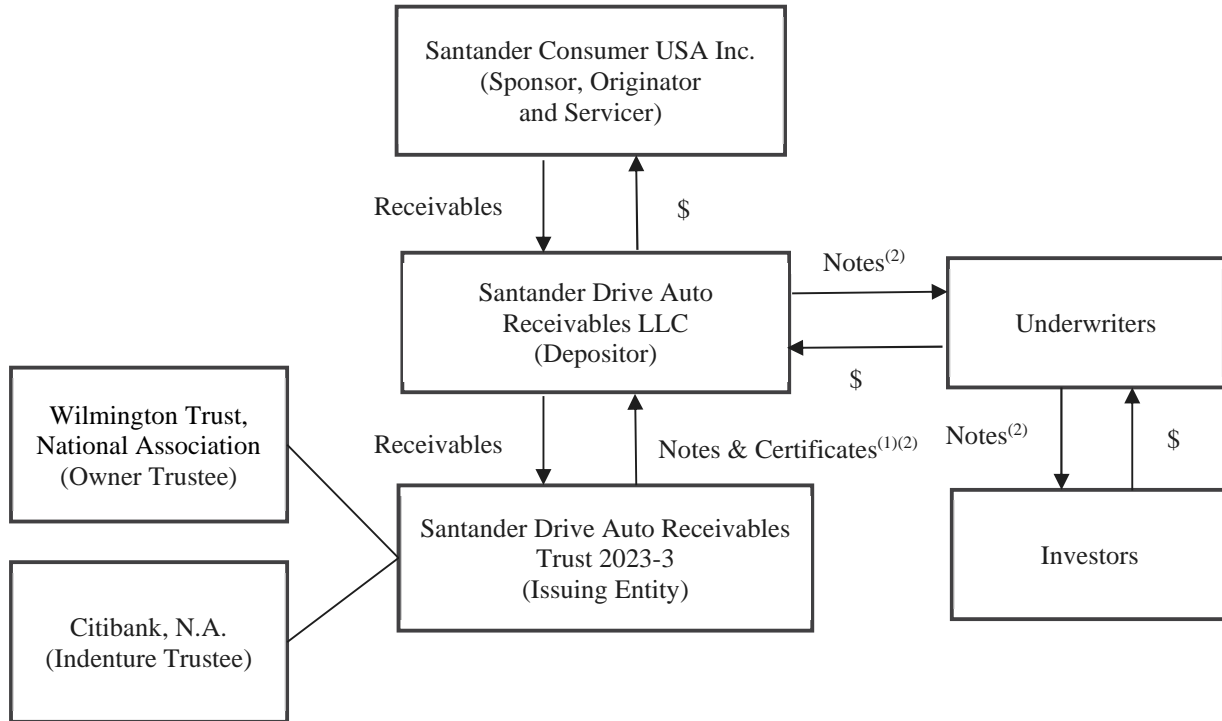 Santander Consumer USA Inc.
(Sponsor, Originator
and Servicer)
Receivables
$
Santander Drive Auto
Receivables LLC
(Depositor)
Notes(2)
$
Underwriters
Wilmington Trust,
National Association
(Owner Trustee)
Receivables
Notes & Certificates(1)(2)
Notes(2)
$
Santander Drive Auto Receivables
Trust 2023-3
(Issuing Entity)
Investors
Citibank, N.A.
(Indenture Trustee)